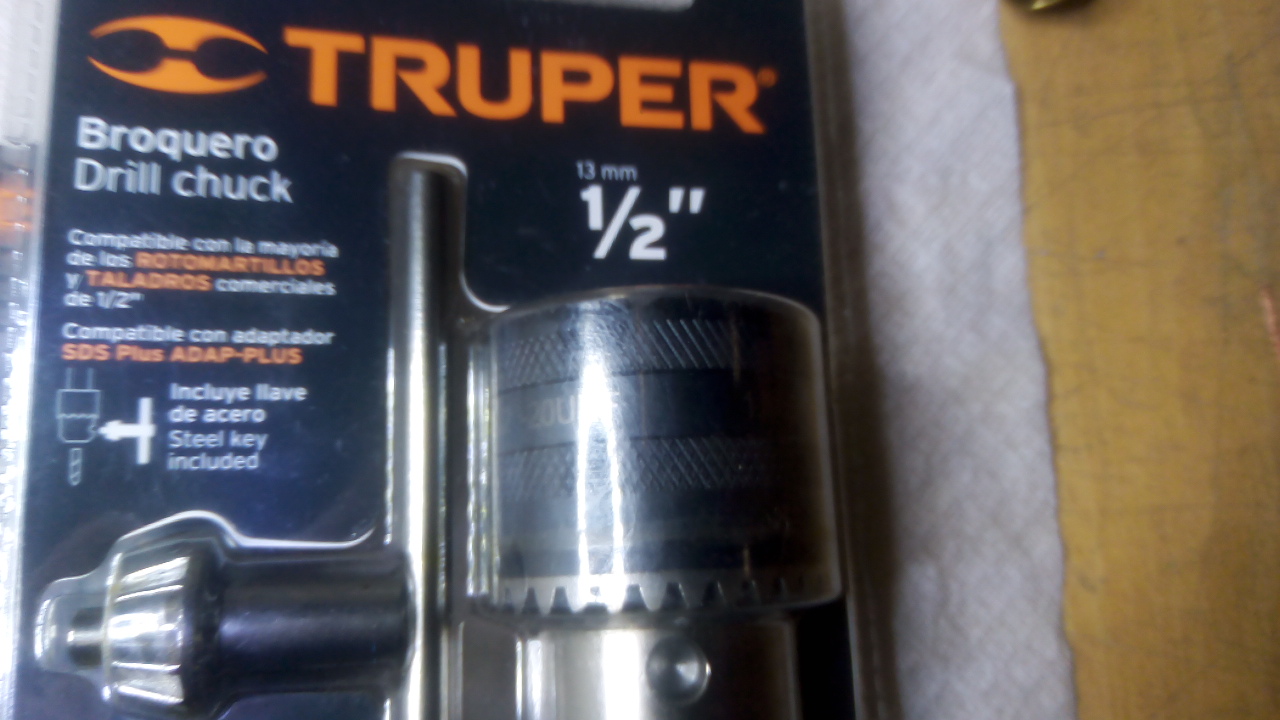 TRUPER®
Broquero
Drill chuck
13 mm
1/2"
Compatible con la mayoría
de los ROTOMARTILLOS
y TALADROS comerciales
de 1/2"
Compatible con adaptador
SDS Plus ADAP-PLUS
Incluye llave
de acero
Steel key
included